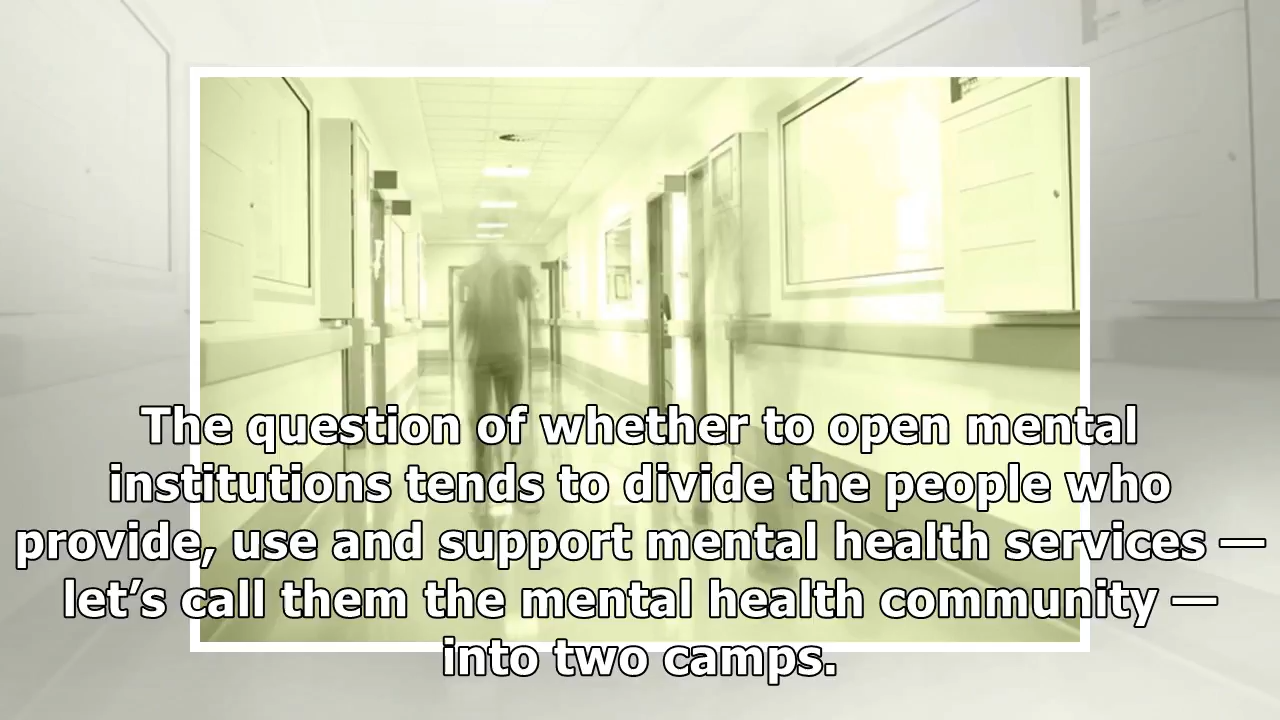 The question of whether to open mental
institutions tends to divide the people who
provide, use and support mental health services —
let’s call them the mental health community —
into two camps.